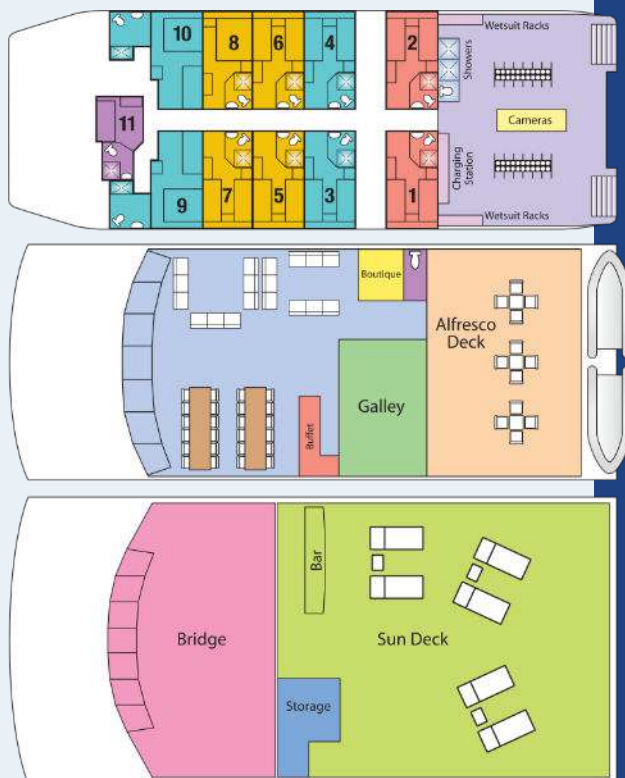 Wetsuit Racks
10
8
6
4
2
Showers
11
Cameras
9
7
5
3
1
Charging
Station
Wetsuit Racks
Boutique
Alfresco
Deck
Galley
Buffet
Bar
Bridge
Sun Deck
Storage